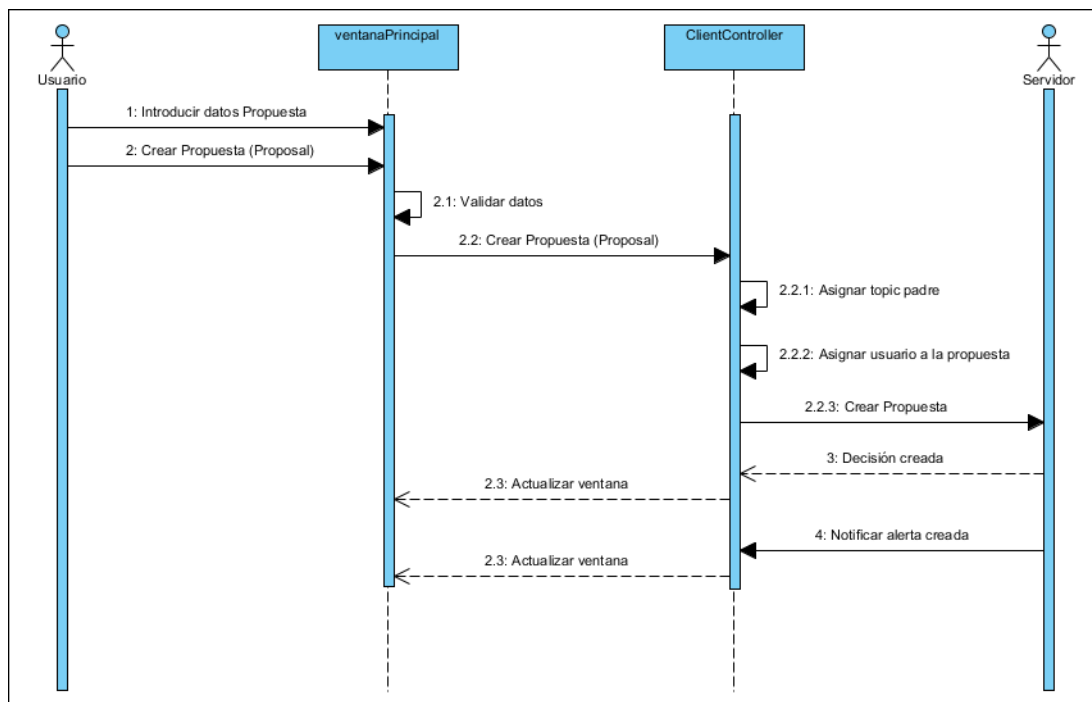 ventanaPrincipal
ClientController
Usuario
Servidor
1: Introducir datos Propuesta
2: Crear Propuesta (Proposal)
2.1: Validar datos
2.2: Crear Propuesta (Proposal)
2.2.1: Asignar topic padre
2.2.2: Asignar usuario a la propuesta
2.2.3: Crear Propuesta
3: Decisión creada
2.3: Actualizar ventana
4: Notificar alerta creada
2.3: Actualizar ventana